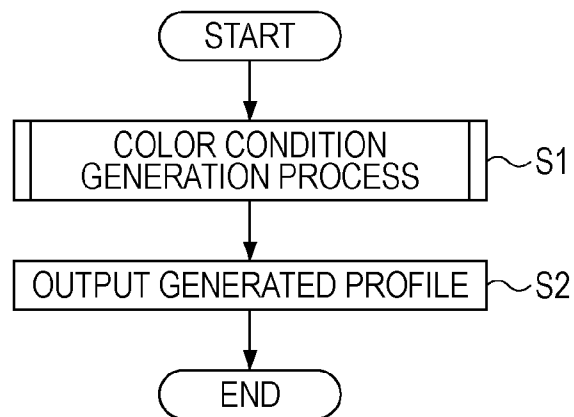 START
COLOR CONDITION
GENERATION PROCESS
S1
OUTPUT GENERATED PROFILE
S2
END